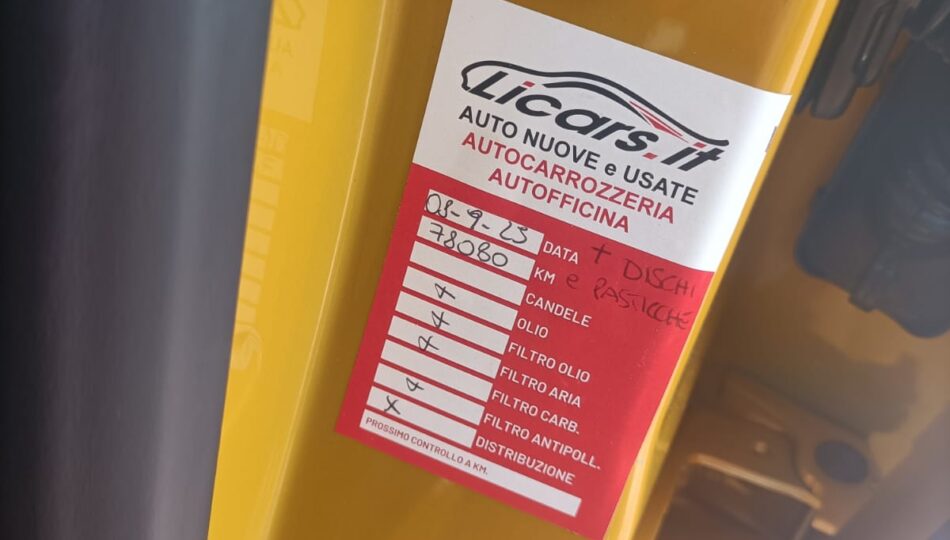 Licars.it
AUTO NUOVE e USATE
AUTOCARROZZERIA
AUTOFFICINA
08-9-23 DATA + DISCHI
78080 KM e PASTICCHE
CANDELE
x OLIO
x FILTRO OLIO
x FILTRO ARIA
FILTRO CARB.
x FILTRO ANTIPOLL.
x DISTRIBUZIONE
PROSSIMO CONTROLLO A KM.